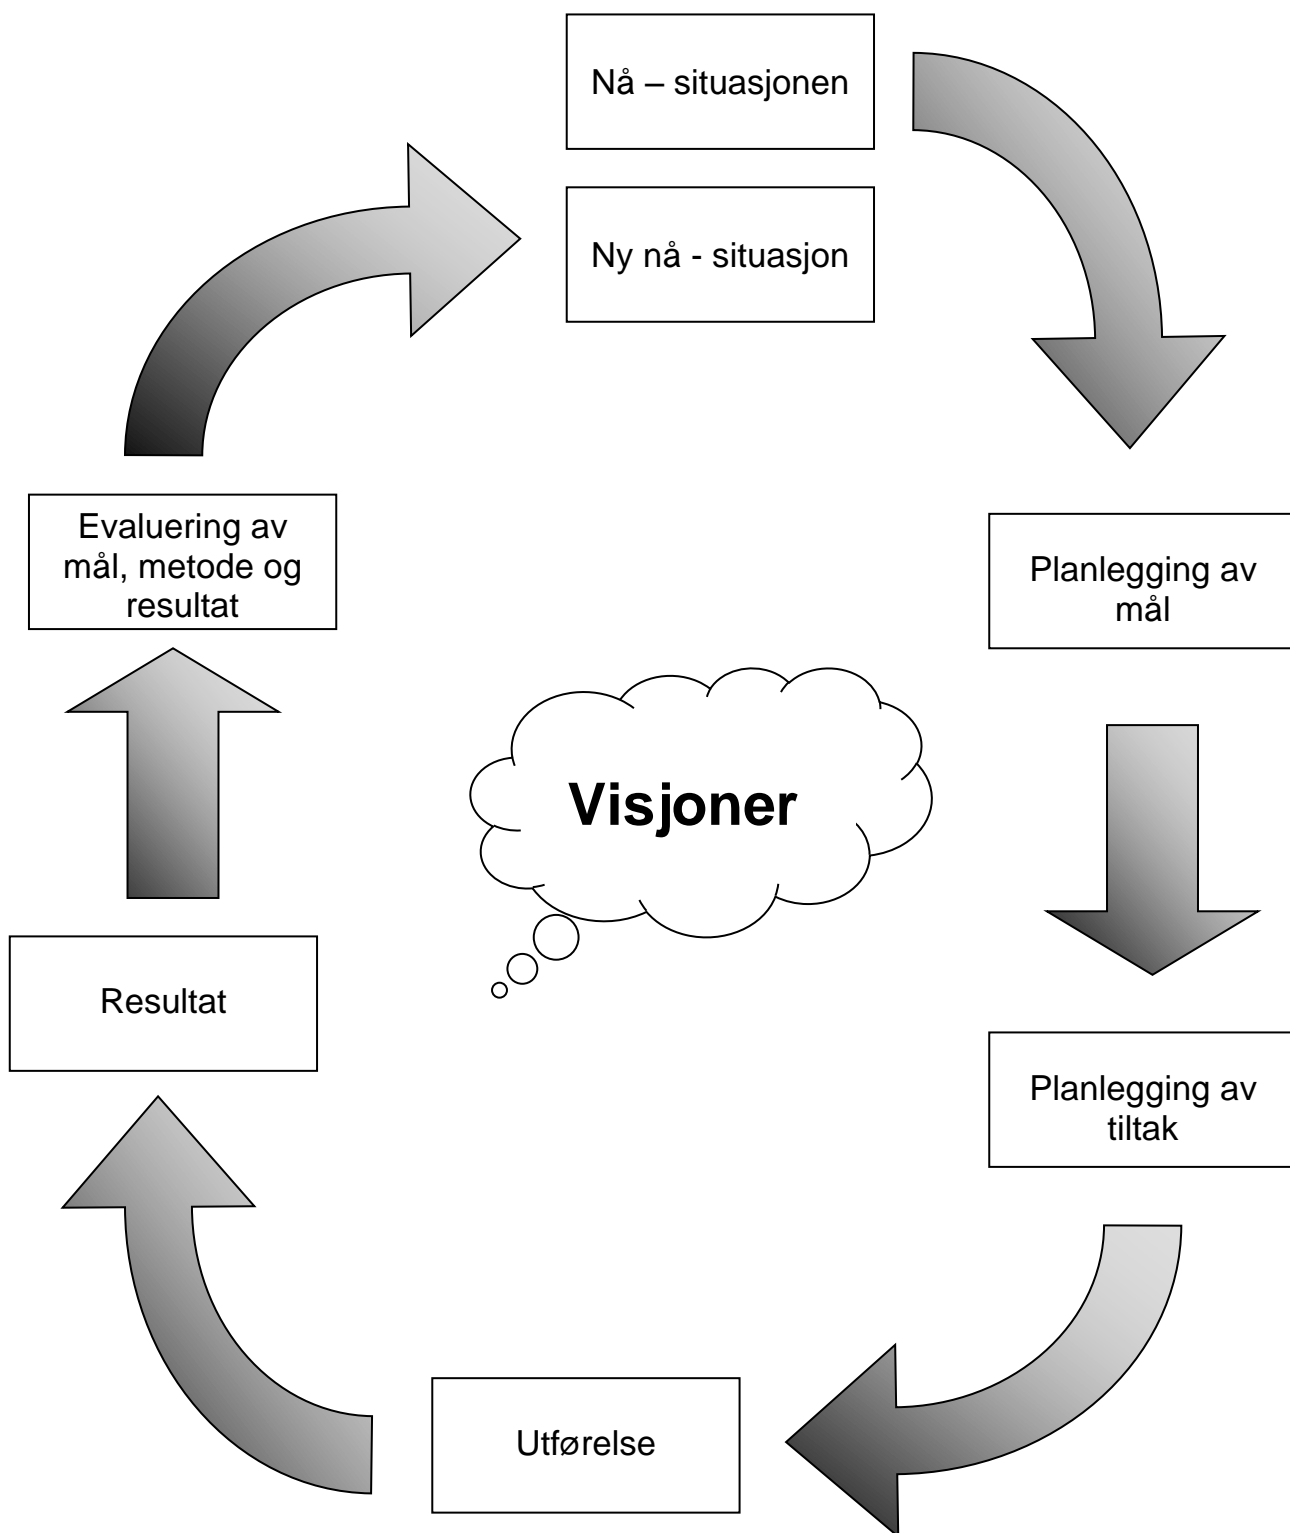 Nå – situasjonen
Ny nå - situasjon
Evaluering av
mål, metode og
resultat
Planlegging av
mål
Visjoner
Resultat
Planlegging av
tiltak
Utførelse